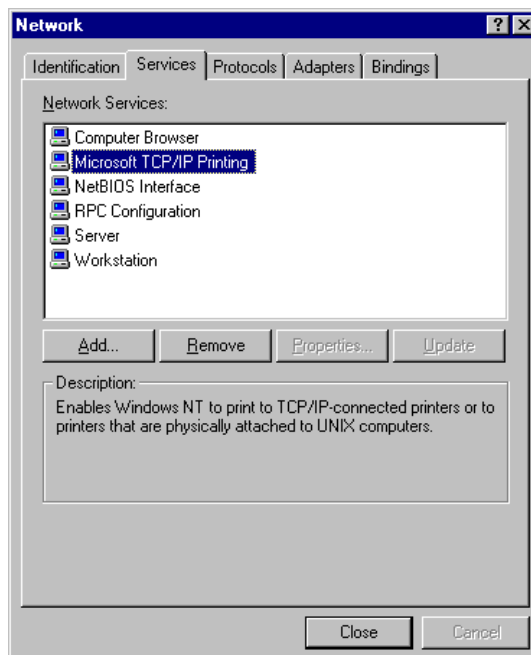 Network
Identification Services Protocols Adapters Bindings
Network Services:
Computer Browser
Microsoft TCP/IP Printing
NetBIOS Interface
RPC Configuration
Server
Workstation
Add... Remove Properties... Update
Description:
Enables Windows NT to print to TCP/IP-connected printers or to
printers that are physically attached to UNIX computers.
Close Cancel